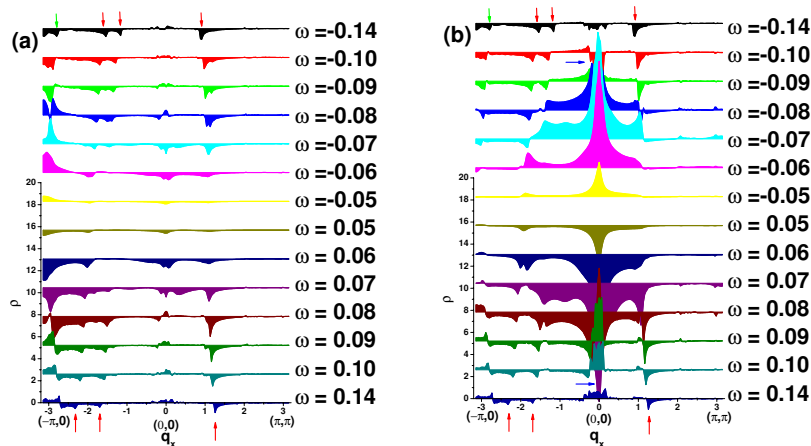 (a)
ω=-0.14
ω=-0.10
ω=-0.09
ω=-0.08
ω=-0.07
ω=-0.06
ω=-0.05
ω= 0.05
ω= 0.06
ω= 0.07
ω= 0.08
ω= 0.09
ω= 0.10
ω= 0.14
20
18
16
14
12
10
8
6
4
2
0
ρ
-3 -2 -1 0 1 2 3
(−π,0) (0,0) (π,π)
qx
(b)
ω=-0.14
ω=-0.10
ω=-0.09
ω=-0.08
ω=-0.07
ω=-0.06
ω=-0.05
ω= 0.05
ω= 0.06
ω= 0.07
ω= 0.08
ω= 0.09
ω= 0.10
ω= 0.14
20
18
16
14
12
10
8
6
4
2
0
ρ
-3 -2 -1 0 1 2 3
(−π,0) (0,0) (π,π)
qx